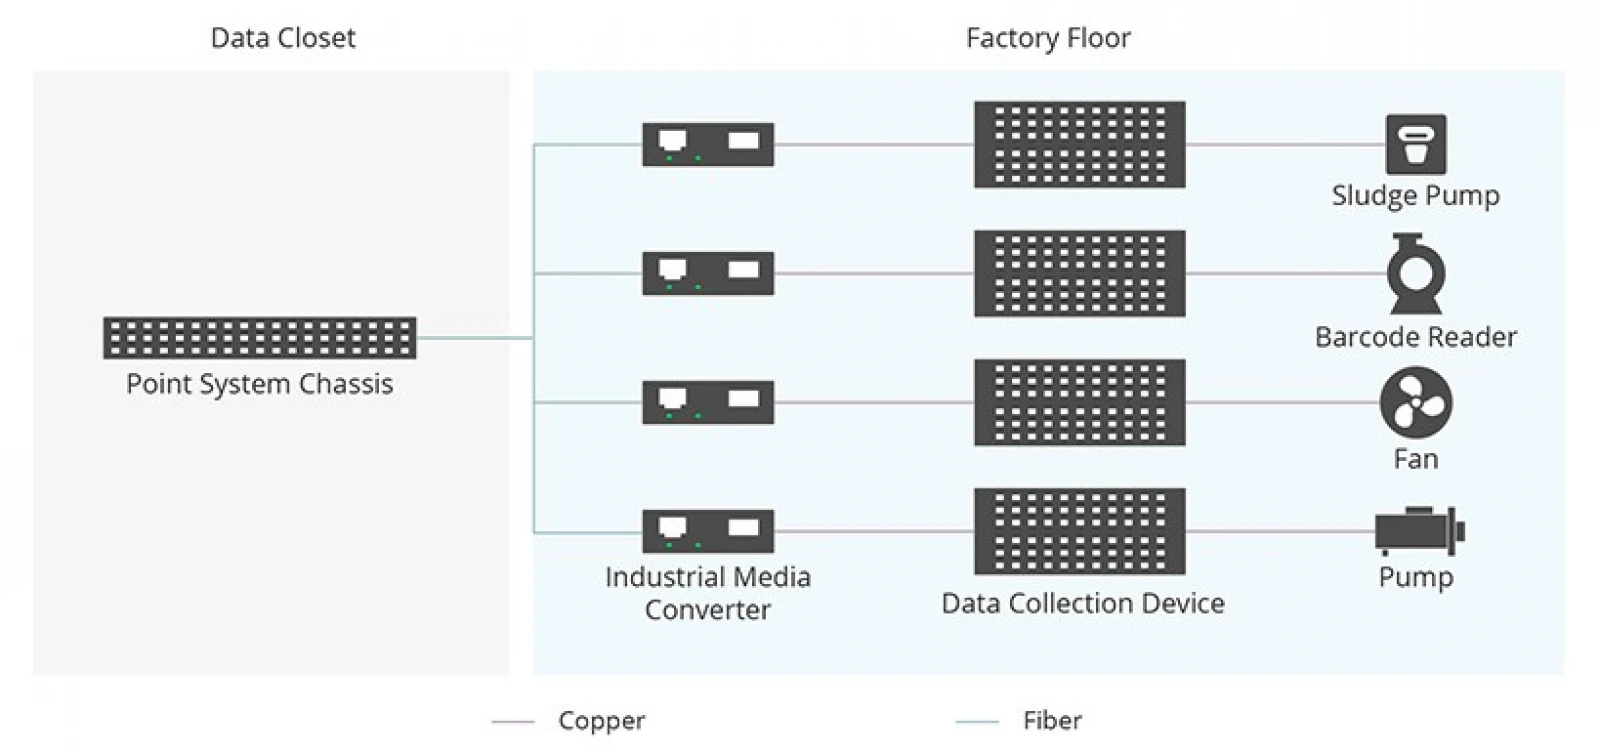 Data Closet
Factory Floor
Sludge Pump
Barcode Reader
Point System Chassis
Fan
Industrial Media
Converter
Data Collection Device
Pump
Copper
Fiber